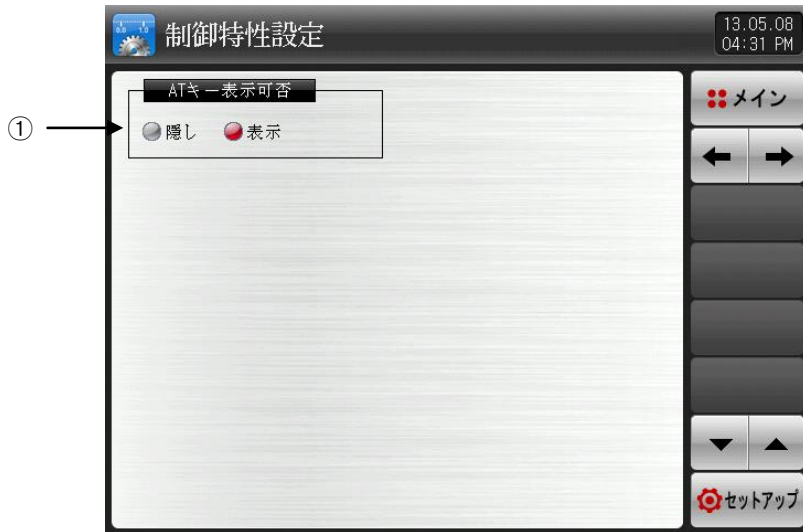 制御特性設定
13.05.08
04:31 PM
ATキー表示可否
①
隠し 表示
メイン
セットアップ